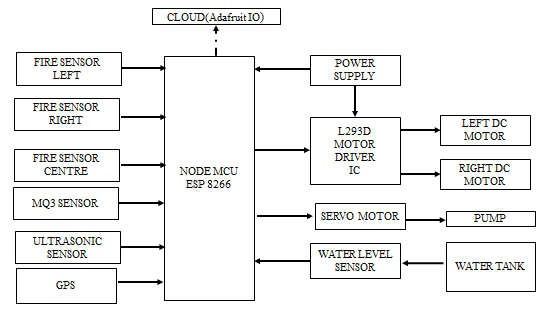 CLOUD(Adafruit IO)
FIRE SENSOR
LEFT
FIRE SENSOR
RIGHT
FIRE SENSOR
CENTRE
MQ3 SENSOR
ULTRASONIC
SENSOR
GPS
NODE MCU
ESP 8266
POWER
SUPPLY
L293D
MOTOR
DRIVER
IC
SERVO MOTOR
WATER LEVEL
SENSOR
LEFT DC
MOTOR
RIGHT DC
MOTOR
PUMP
WATER TANK